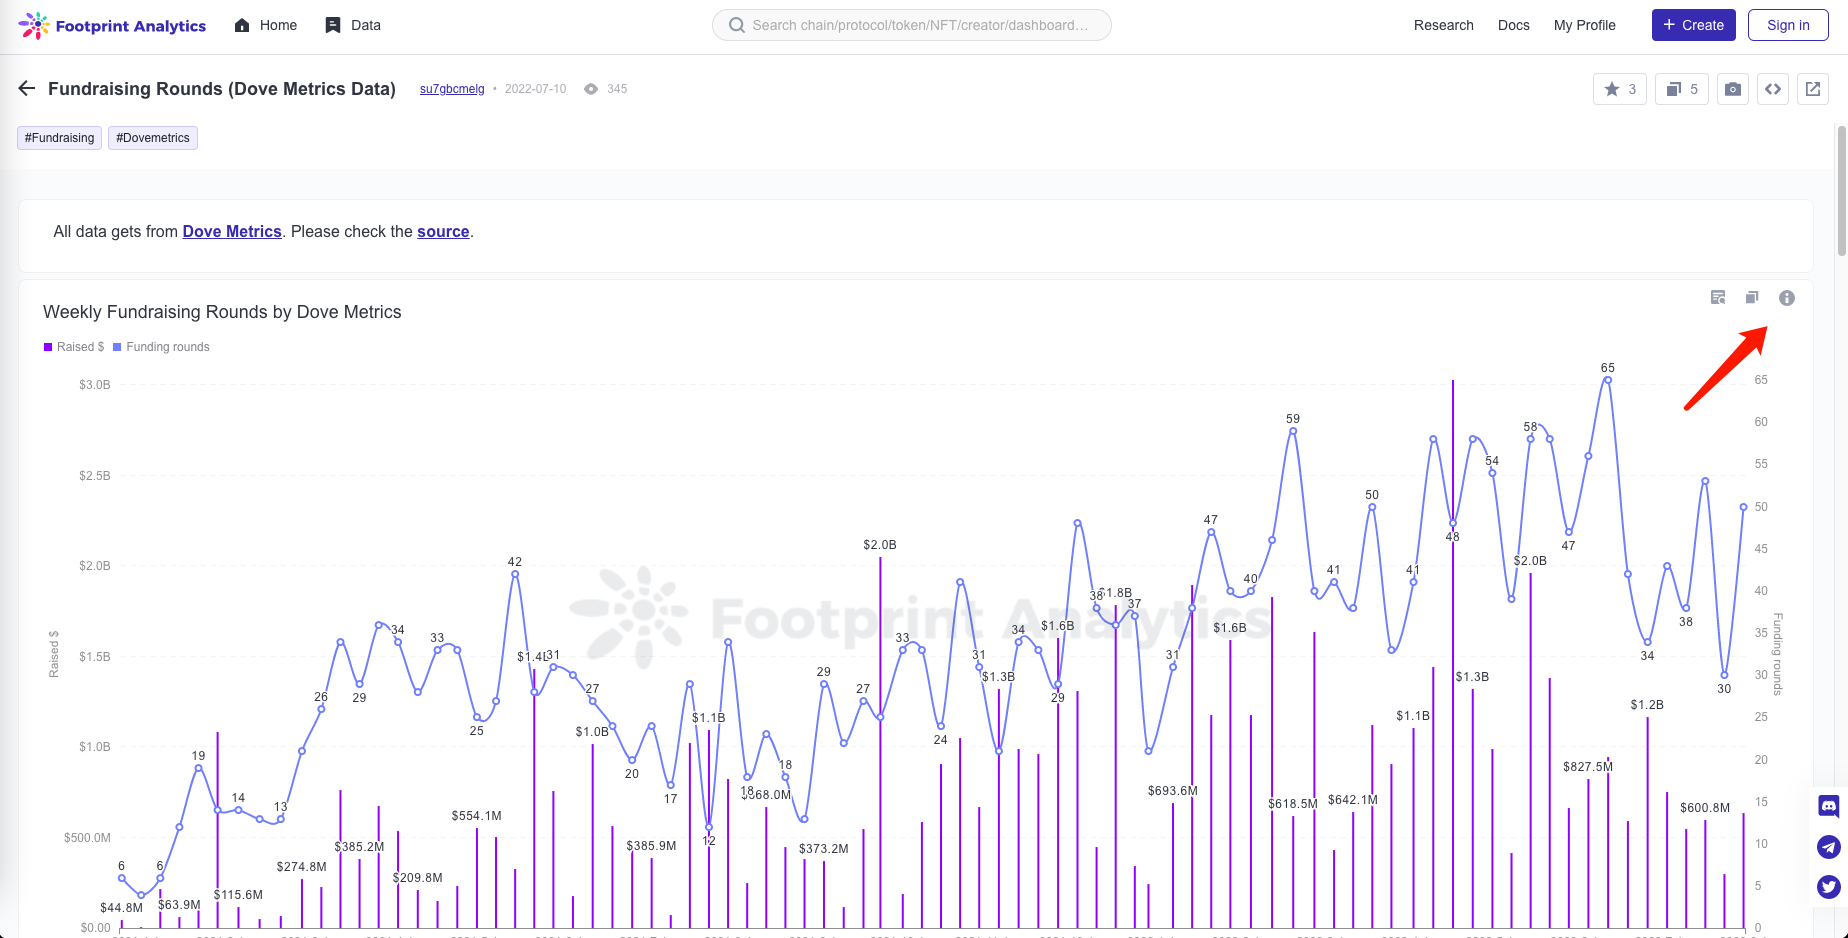 Footprint Analytics
Home
Data
Search chain/protocol/token/NFT/creator/dashboard…
Research
Docs
My Profile
+ Create
Sign in
Fundraising Rounds (Dove Metrics Data)
su7gbcmelg • 2022-07-10 345
3
5
#Fundraising #Dovemetrics
All data gets from Dove Metrics. Please check the source.
Weekly Fundraising Rounds by Dove Metrics
Raised $ Funding rounds
$3.0B
$2.5B
$2.0B
$1.5B
$1.0B
$500.0M
$0.00
Raised $
65
60
55
50
45
40
35
30
25
20
15
10
5
0
Funding rounds
6
6
19
14
13
26
29
34
33
25
42
31
27
20
17
12
18
18
29
27
33
24
31
34
29
38
37
31
47
40
59
41
50
41
48
54
58
47
65
34
38
30
$44.8M
$63.9M
$115.6M
$274.8M
$385.2M
$209.8M
$554.1M
$1.0B
$385.9M
$1.1B
$373.2M
$2.0B
$1.3B
$1.6B
$1.8B
$693.6M
$1.6B
$618.5M
$642.1M
$1.1B
$1.3B
$2.0B
$827.5M
$1.2B
$600.8M
Footprint Analytics